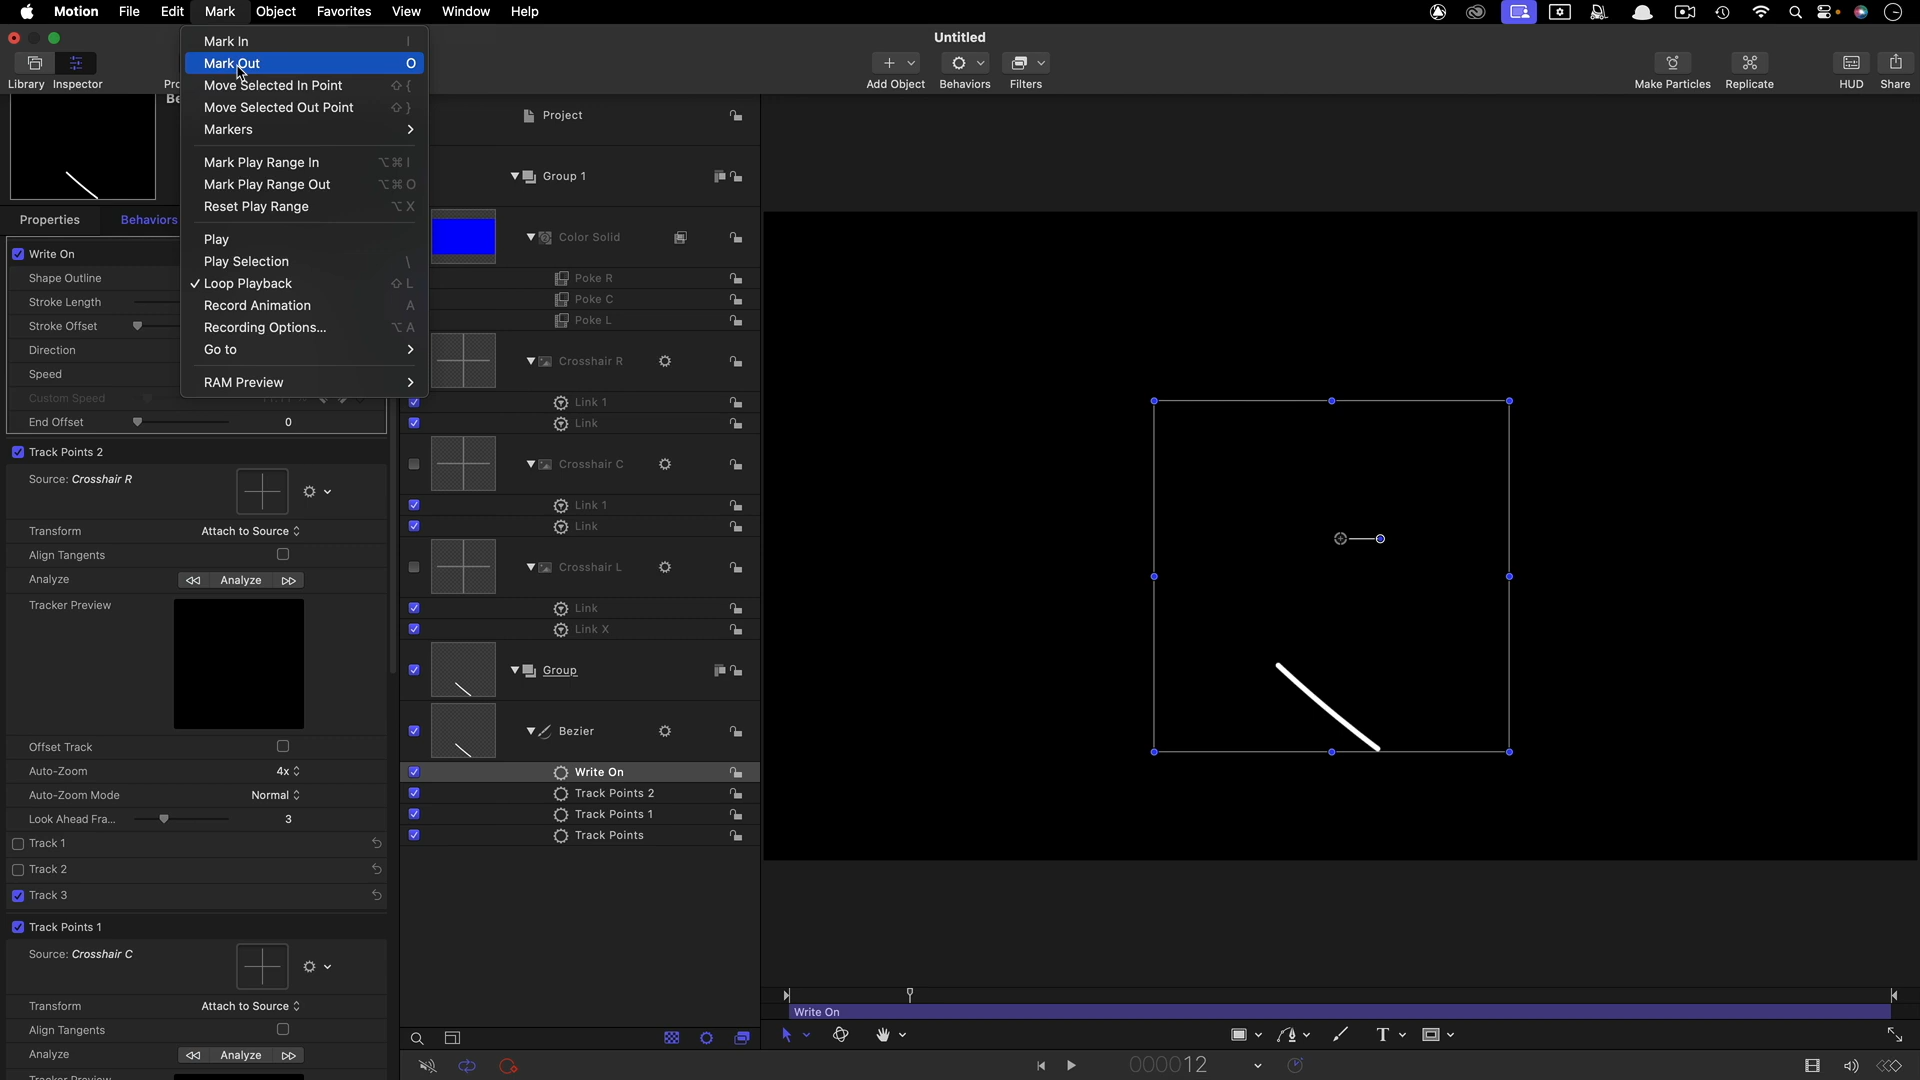 Motion File Edit Mark Object Favorites View Window Help
Untitled
Library Inspector
Add Object Behaviors Filters
Make Particles Replicate HUD Share
Mark In I
Mark Out O
Move Selected In Point ⇧ {
Move Selected Out Point ⇧ }
Markers
Mark Play Range In ⌥⌘ I
Mark Play Range Out ⌥⌘ O
Reset Play Range ⌥ X
Play
Play Selection \
✓ Loop Playback ⇧ L
Record Animation A
Recording Options... ⌥ A
Go to
RAM Preview
Properties Behaviors
Write On
Shape Outline
Stroke Length
Stroke Offset
Direction
Speed
Custom Speed
End Offset 0
Track Points 2
Source: Crosshair R
Transform Attach to Source
Align Tangents
Analyze Analyze
Tracker Preview
Offset Track
Auto-Zoom 4x
Auto-Zoom Mode Normal
Look Ahead Fra... 3
Track 1
Track 2
Track 3
Track Points 1
Source: Crosshair C
Transform Attach to Source
Align Tangents
Analyze Analyze
Tracker Preview
Project
Group 1
Color Solid
Poke R
Poke C
Poke L
Crosshair R
Link 1
Link
Crosshair C
Link 1
Link
Crosshair L
Link
Link X
Group
Bezier
Write On
Track Points 2
Track Points 1
Track Points
Write On
T
000012